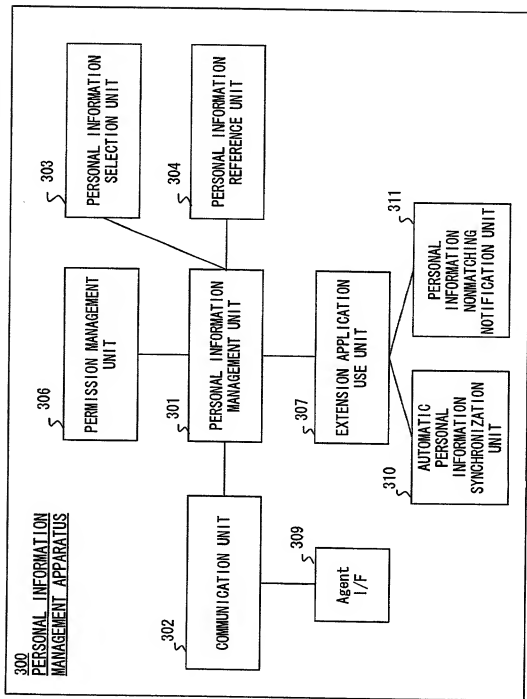 300
PERSONAL INFORMATION
MANAGEMENT APPARATUS
306
PERMISSION MANAGEMENT
UNIT
303
PERSONAL INFORMATION
SELECTION UNIT
302
COMMUNICATION UNIT
301
PERSONAL INFORMATION
MANAGEMENT UNIT
304
PERSONAL INFORMATION
REFERENCE UNIT
309
Agent
I/F
307
EXTENSION APPLICATION
USE UNIT
310
AUTOMATIC
PERSONAL
INFORMATION
SYNCHRONIZATION
UNIT
311
PERSONAL
INFORMATION
NONMATCHING
NOTIFICATION UNIT